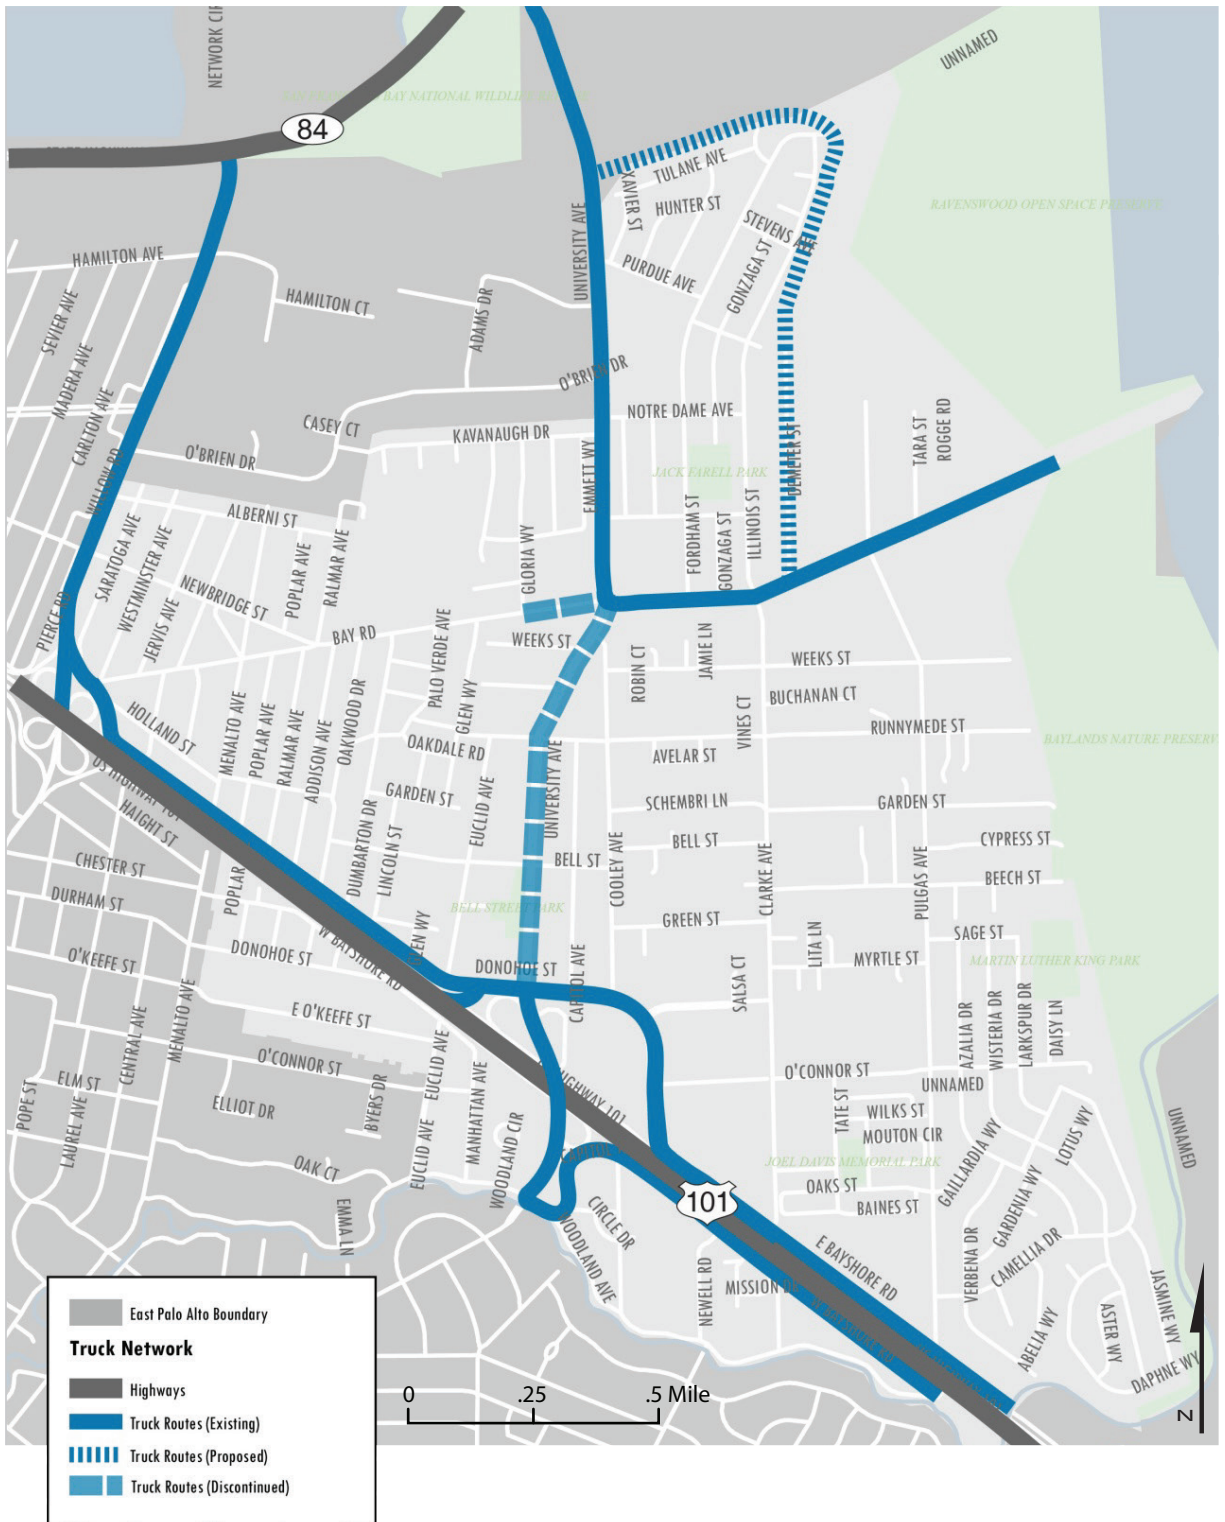 NETWORK CIR
UNNAMED
84
TULANE AVE
XAVIER ST
HUNTER ST
RAVENSWOOD OPEN SPACE PRESERVE
STEVENS AVE
UNIVERSITY AVE
HAMILTON AVE
PURDUE AVE
GONZAGA ST
HAMILTON CT
SEVIER AVE
ADAMS DR
MADERA AVE
O'BRIEN DR
CARLTON AVE
NOTRE DAME AVE
TARA ST
ROGGE RD
CASEY CT
KAVANAUGH DR
O'BRIEN DR
EMMETT WY
JACK FARELL PARK
DEMETER ST
WILLOW RD
ALBERNI ST
FORDHAM ST
GONZAGA ST
ILLINOIS ST
SARATOGA AVE
WESTMINSTER AVE
JERVIS AVE
NEWBRIDGE ST
POPLAR AVE
RALMAR AVE
GLORIA WY
PIERCE RD
BAY RD
PALO VERDE AVE
WEEKS ST
ROBIN CT
JAMIE LN
WEEKS ST
GLEN WY
BUCHANAN CT
HOLLAND ST
MENALTO AVE
POPLAR AVE
RALMAR AVE
ADDISON AVE
OAKWOOD DR
OAKDALE RD
VINES CT
RUNNYMEDE ST
AVELAR ST
BAYLANDS NATURE PRESERV
US HIGHWAY 101
GARDEN ST
EUCLID AVE
UNIVERSITY AVE
SCHEMBRI LN
GARDEN ST
HAIGHT ST
DUMBARTON DR
LINCOLN ST
BELL ST
COOLEY AVE
BELL ST
CYPRESS ST
CHESTER ST
POPLAR
CLARKE AVE
PULGAS AVE
BEECH ST
DURHAM ST
BELL STREET PARK
GREEN ST
SAGE ST
O'KEEFE ST
DONOHOE ST
W BAYSHORE RD
DONOHOE ST
CAPITOL AVE
LITA LN
MYRTLE ST
MARTIN LUTHER KING PARK
SALSA CT
E O'KEEFE ST
CENTRAL AVE
MENALTO AVE
AZALIA DR
WISTERIA DR
LARKSPUR DR
DAISY LN
O'CONNOR ST
EUCLID AVE
MANHATTAN AVE
HIGHWAY 101
O'CONNOR ST
UNNAMED
POPE ST
ELM ST
LAUREL AVE
ELLIOT DR
BYERS DR
TATE ST
WILKS ST
MOUTON CIR
LOTUS WY
UNNAMED
OAK CT
EUCLID AVE
WOODLAND CIR
JOEL DAVIS MEMORIAL PARK
GAILLARDIA WY
OAKS ST
BAINES ST
GARDENIA WY
101
EMMA LN
CIRCLE DR
WOODLAND AVE
E BAYSHORE RD
CAMELLIA DR
VERBENA DR
NEWELL RD
MISSION DR
JASMINE WY
ABELIA WY
ASTER WY
DAPHNE WY
East Palo Alto Boundary
Truck Network
Highways
Truck Routes (Existing)
Truck Routes (Proposed)
Truck Routes (Discontinued)
0 .25 .5 Mile
N